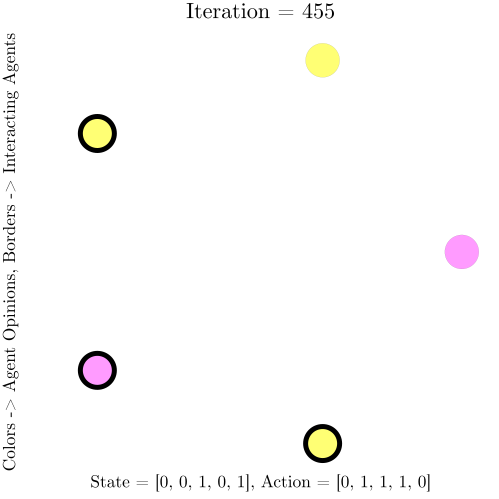 Iteration = 455
Colors -> Agent Opinions, Borders -> Interacting Agents
State = [0, 0, 1, 0, 1], Action = [0, 1, 1, 1, 0]